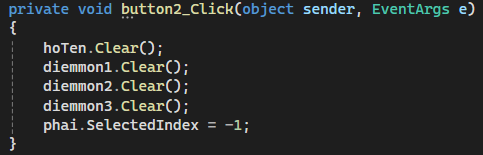 private void button2_Click(object sender, EventArgs e)
{
hoTen.Clear();
diemmon1.Clear();
diemmon2.Clear();
diemmon3.Clear();
phai.SelectedIndex = -1;
}